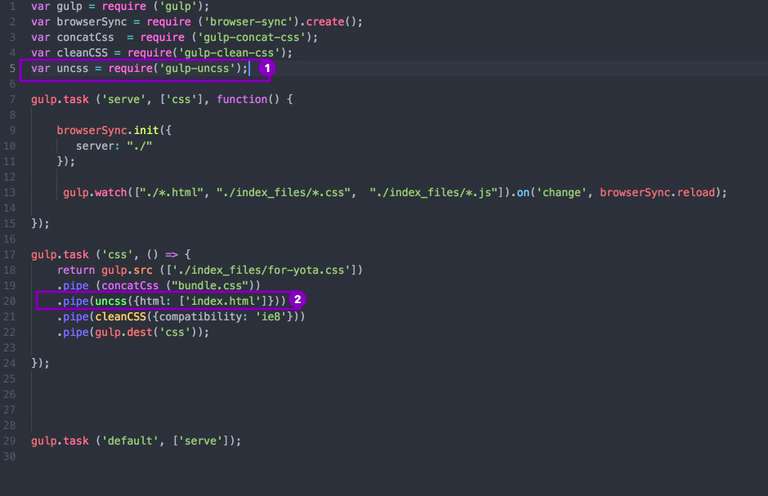 1 var gulp = require ('gulp');
2 var browserSync = require ('browser-sync').create();
3 var concatCss  = require ('gulp-concat-css');
4 var cleanCSS = require('gulp-clean-css');
5 var uncss = require('gulp-uncss'); 1
6
7 gulp.task ('serve', ['css'], function() {
8
9     browserSync.init({
10        server: "./"
11    });
12
13     gulp.watch(["./*.html", "./index_files/*.css",  "./index_files/*.js"]).on('change', browserSync.reload);
14
15 });
16
17 gulp.task ('css', () => {
18     return gulp.src (['./index_files/for-yota.css'])
19     .pipe (concatCss ("bundle.css"))
20     .pipe(uncss({html: ['index.html']})) 2
21     .pipe(cleanCSS({compatibility: 'ie8'}))
22     .pipe(gulp.dest('css'));
23
24 });
25
26
27
28
29 gulp.task ('default', ['serve']);
30